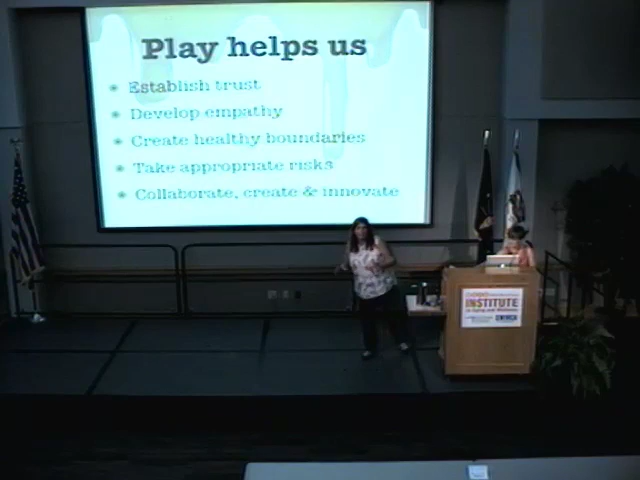 Play helps us
Establish trust
Develop empathy
Create healthy boundaries
Take appropriate risks
Collaborate, create & innovate
INSTITUTE